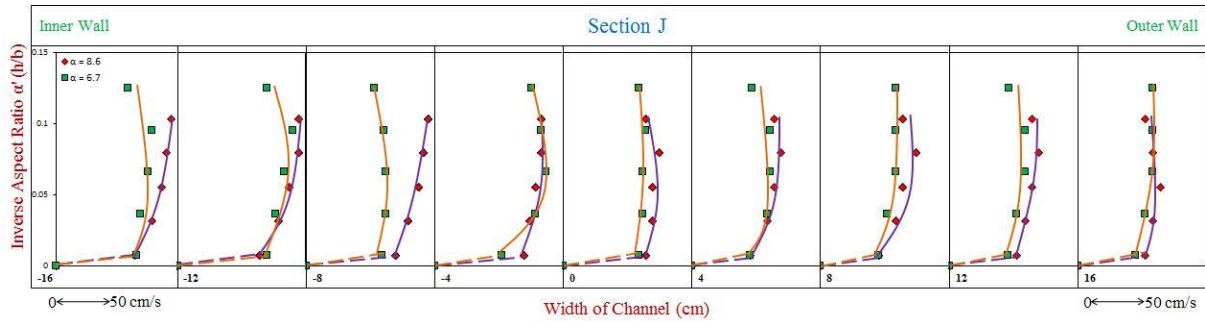 Inner Wall
Section J
Outer Wall
Inverse Aspect Ratio α' (h/b)
0.15
0.1
0.05
0
α = 8.6
α = 6.7
-16
-12
-8
-4
0
4
8
12
16
0 50 cm/s
Width of Channel (cm)
0 50 cm/s